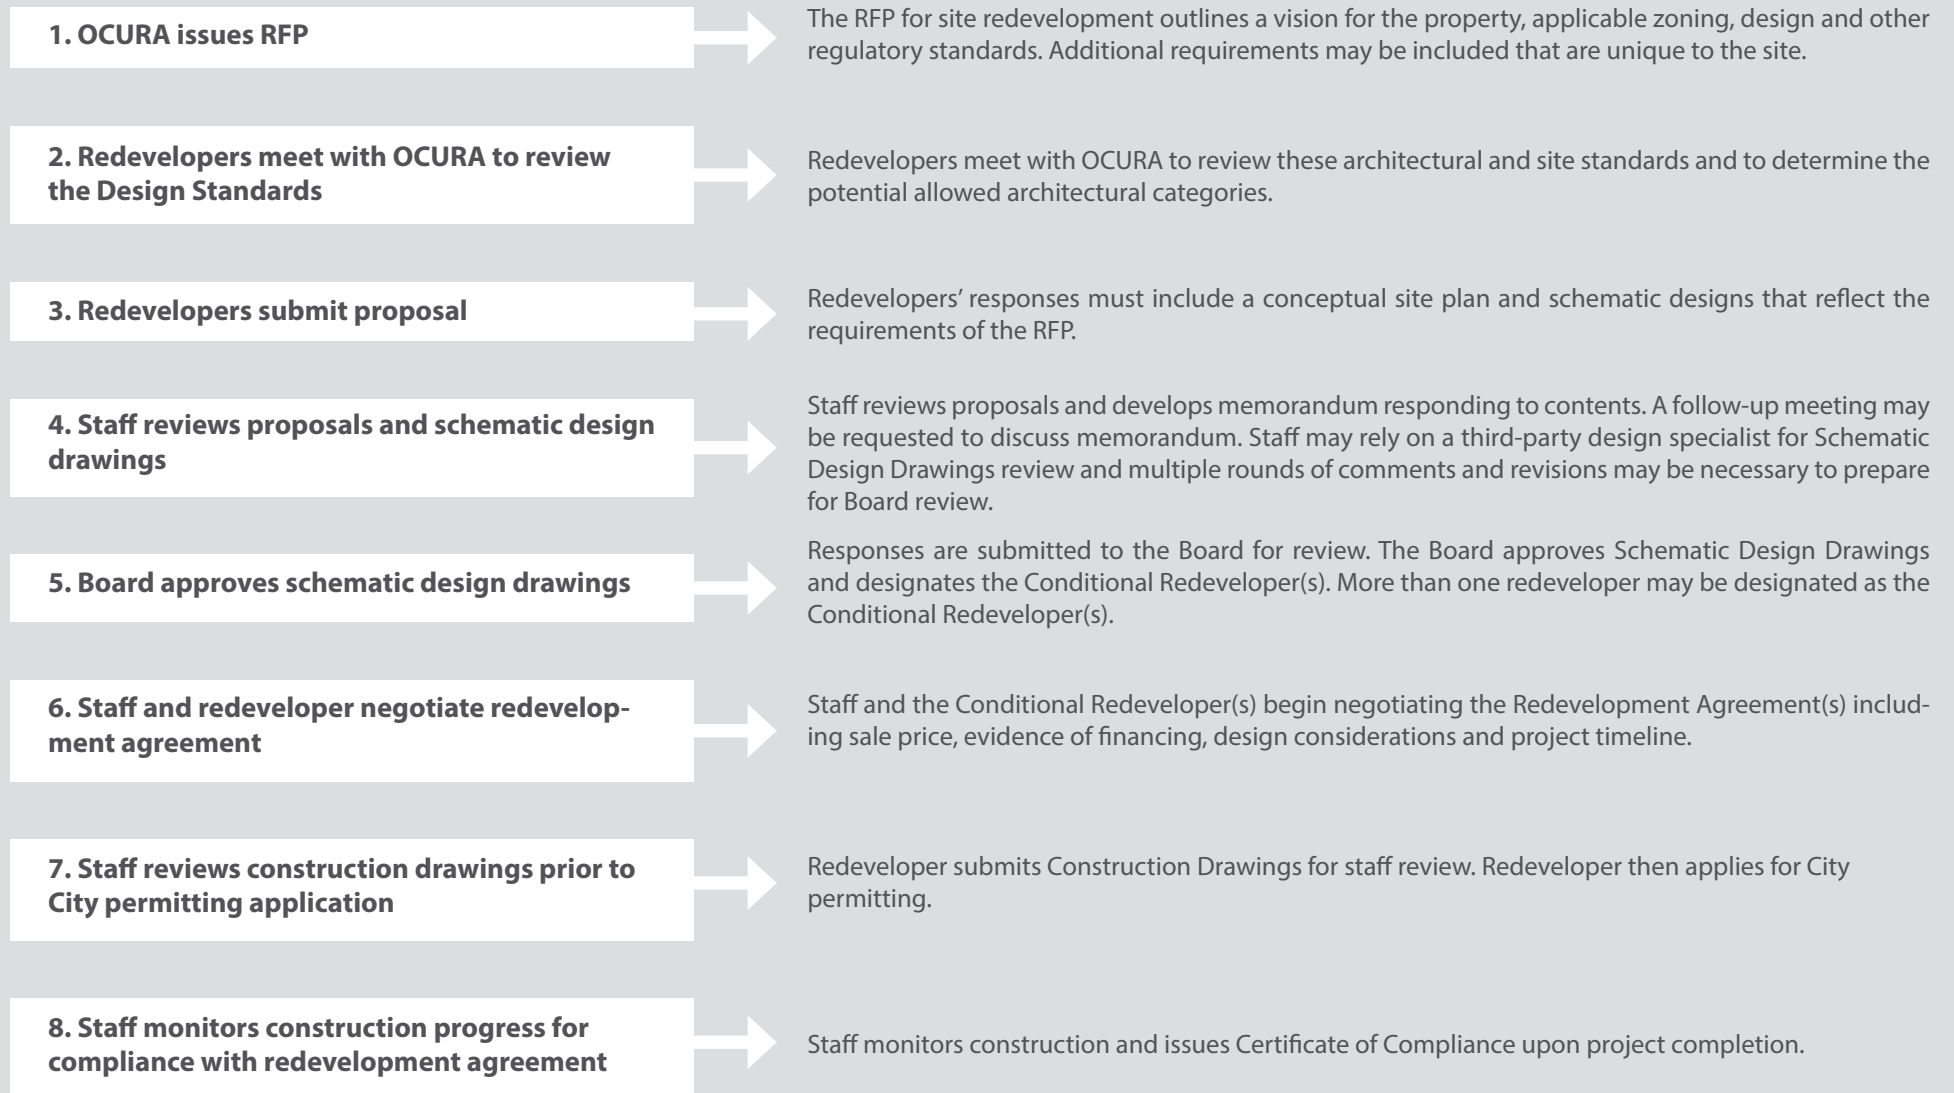 1. OCURA issues RFP
The RFP for site redevelopment outlines a vision for the property, applicable zoning, design and other
regulatory standards. Additional requirements may be included that are unique to the site.
2. Redevelopers meet with OCURA to review
the Design Standards
Redevelopers meet with OCURA to review these architectural and site standards and to determine the
potential allowed architectural categories.
3. Redevelopers submit proposal
Redevelopers’ responses must include a conceptual site plan and schematic designs that reflect the
requirements of the RFP.
4. Staff reviews proposals and schematic design
drawings
Staff reviews proposals and develops memorandum responding to contents. A follow-up meeting may
be requested to discuss memorandum. Staff may rely on a third-party design specialist for Schematic
Design Drawings review and multiple rounds of comments and revisions may be necessary to prepare
for Board review.
5. Board approves schematic design drawings
Responses are submitted to the Board for review. The Board approves Schematic Design Drawings
and designates the Conditional Redeveloper(s). More than one redeveloper may be designated as the
Conditional Redeveloper(s).
6. Staff and redeveloper negotiate redevelop-
ment agreement
Staff and the Conditional Redeveloper(s) begin negotiating the Redevelopment Agreement(s) includ-
ing sale price, evidence of financing, design considerations and project timeline.
7. Staff reviews construction drawings prior to
City permitting application
Redeveloper submits Construction Drawings for staff review. Redeveloper then applies for City
permitting.
8. Staff monitors construction progress for
compliance with redevelopment agreement
Staff monitors construction and issues Certificate of Compliance upon project completion.